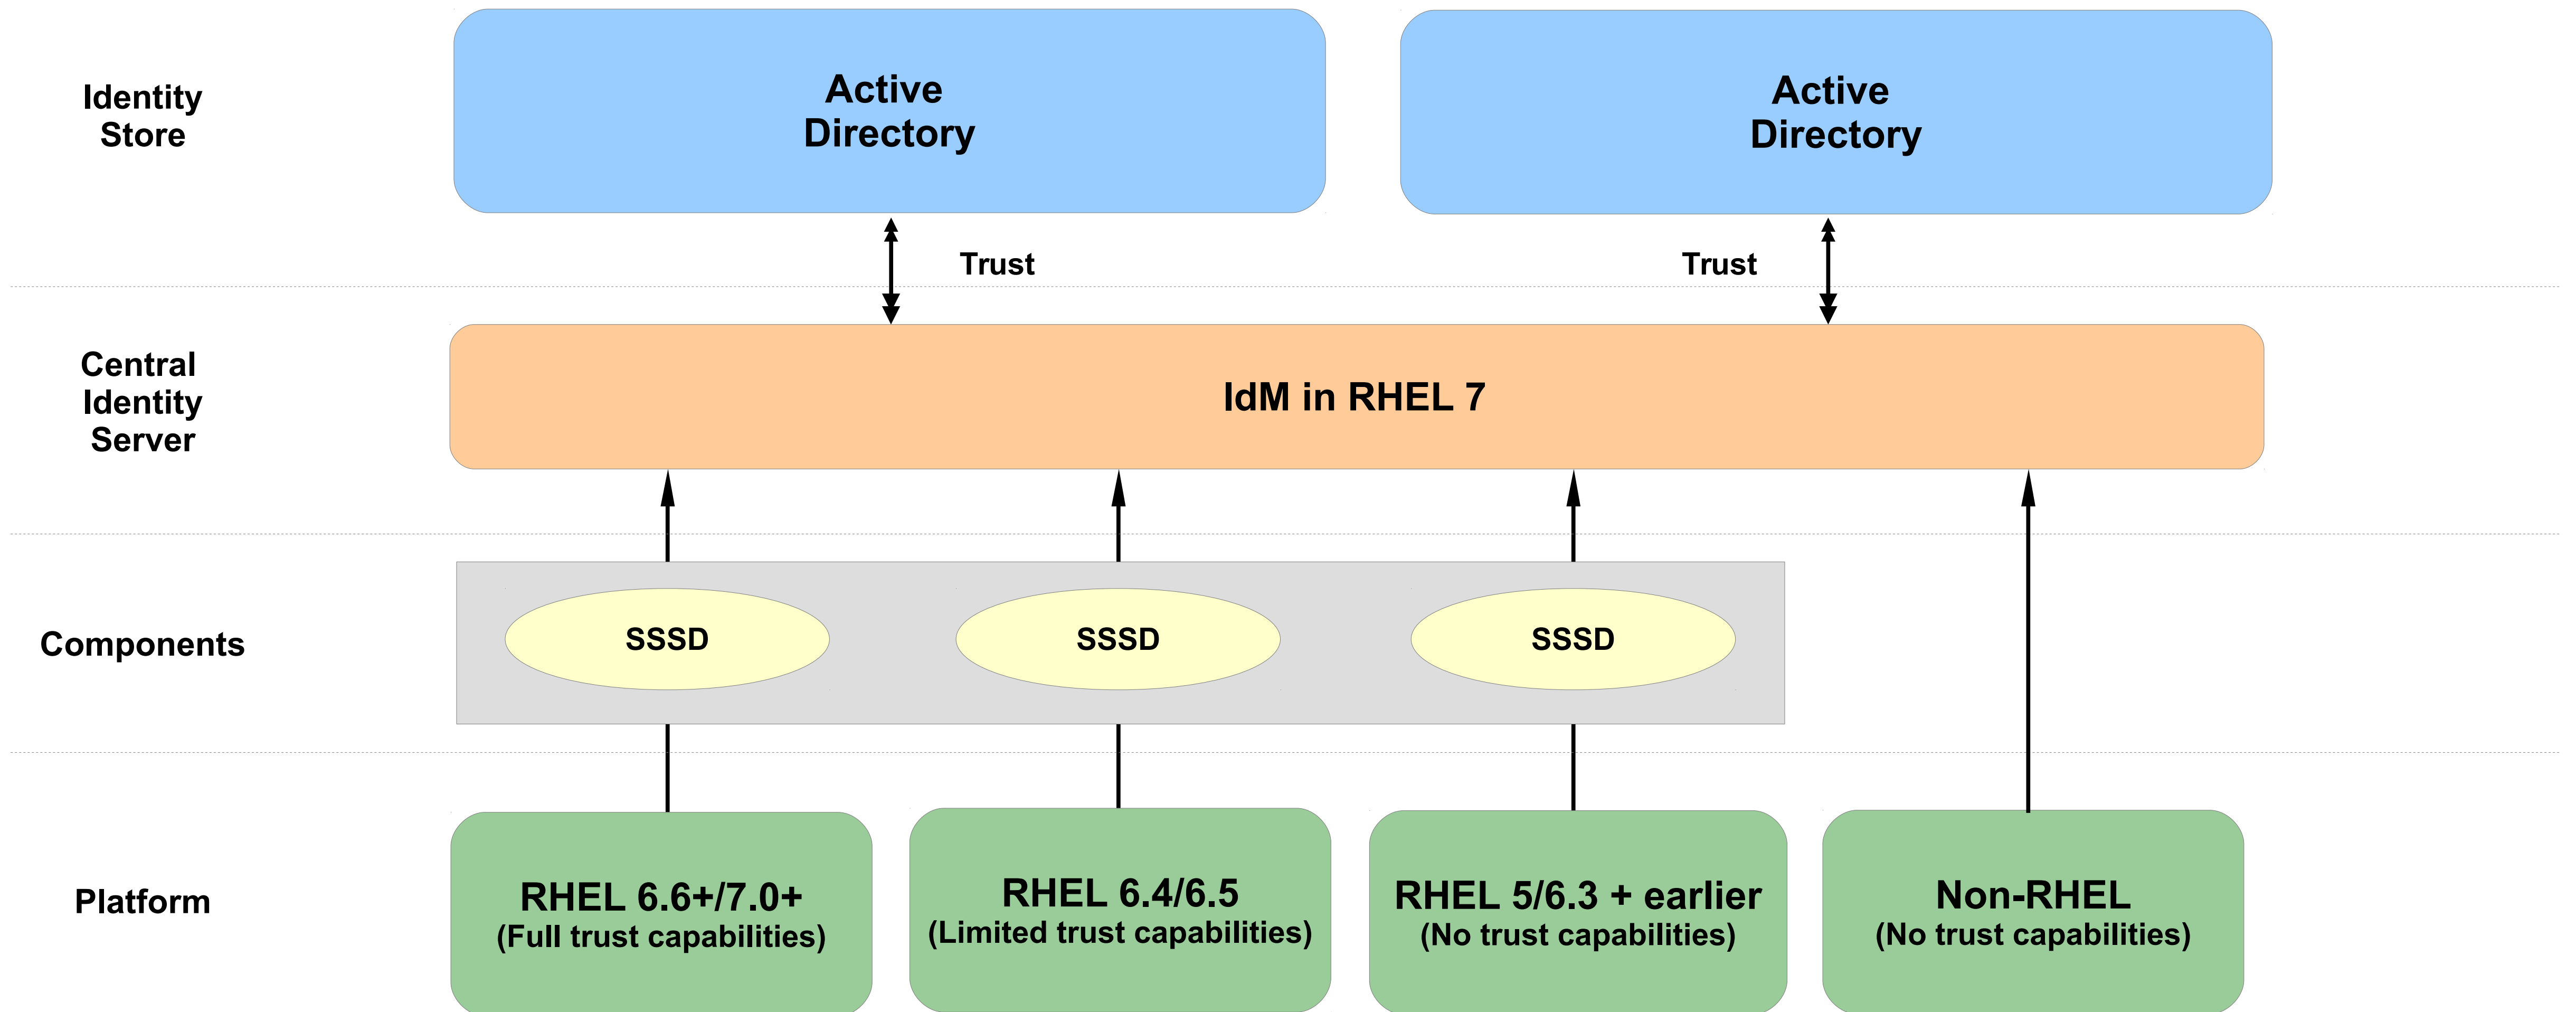 Identity
Store
Active
Directory
Active
Directory
Trust
Trust
Central
Identity
Server
IdM in RHEL 7
Components
SSSD
SSSD
SSSD
Platform
RHEL 6.6+/7.0+
(Full trust capabilities)
RHEL 6.4/6.5
(Limited trust capabilities)
RHEL 5/6.3 + earlier
(No trust capabilities)
Non-RHEL
(No trust capabilities)